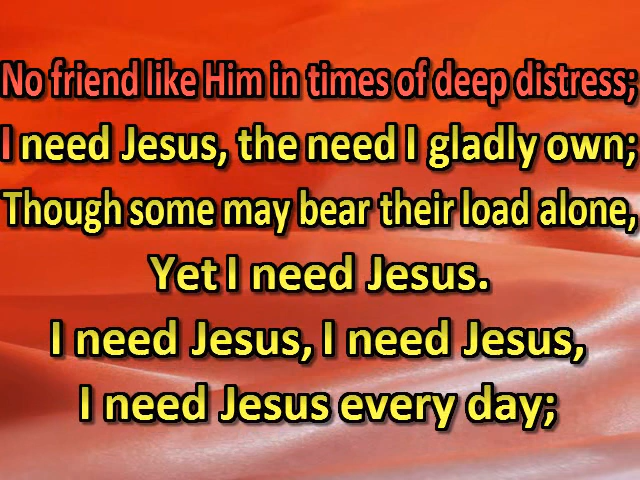 No friend like Him in times of deep distress;
I need Jesus, the need I gladly own;
Though some may bear their load alone,
Yet I need Jesus.
I need Jesus, I need Jesus,
I need Jesus every day;